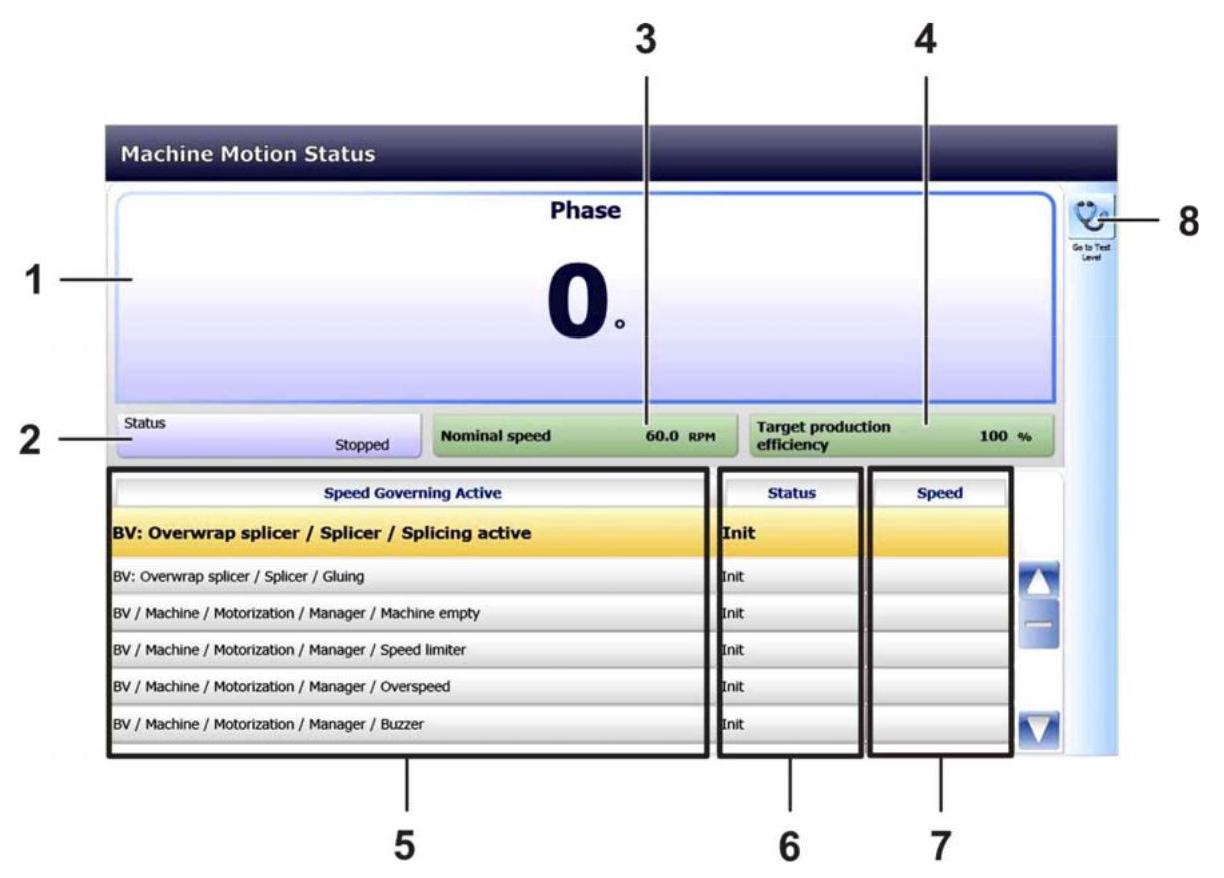 3 4
Machine Motion Status
Phase
8
Go to Test
Level
1
0°
2
Status
Stopped
Nominal speed 60.0 RPM
Target production
efficiency
100 %
Speed Governing Active Status Speed
BV: Overwrap splicer / Splicer / Splicing active Init
BV: Overwrap splicer / Splicer / Gluing Init
BV / Machine / Motorization / Manager / Machine empty Init
BV / Machine / Motorization / Manager / Speed limiter Init
BV / Machine / Motorization / Manager / Overspeed Init
BV / Machine / Motorization / Manager / Buzzer Init
5 6 7